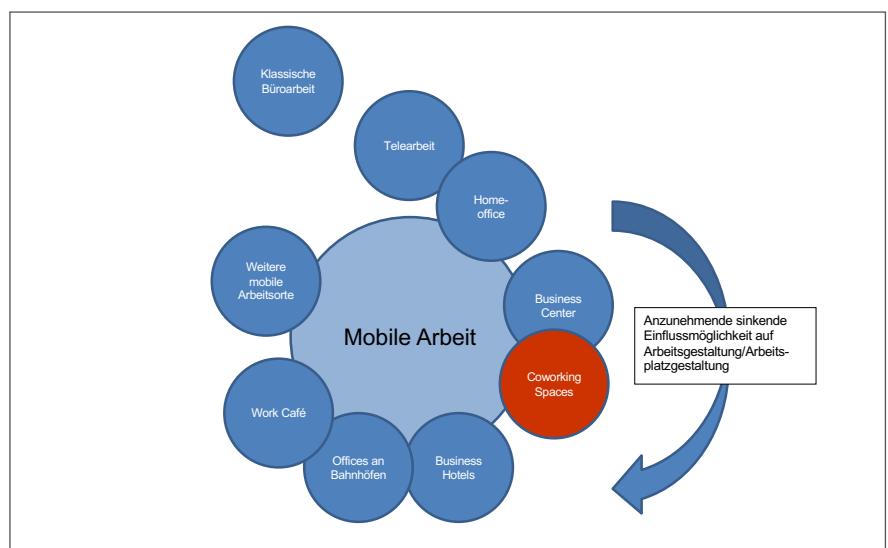 Klassische
Büroarbeit
Telearbeit
Home-
office
Weitere
mobile
Arbeitsorte
Business
Center
Mobile Arbeit
Anzunehmende sinkende
Einflussmöglichkeit auf
Arbeitsgestaltung/Arbeits-
platzgestaltung
Coworking
Spaces
Work Café
Offices an
Bahnhöfen
Business
Hotels